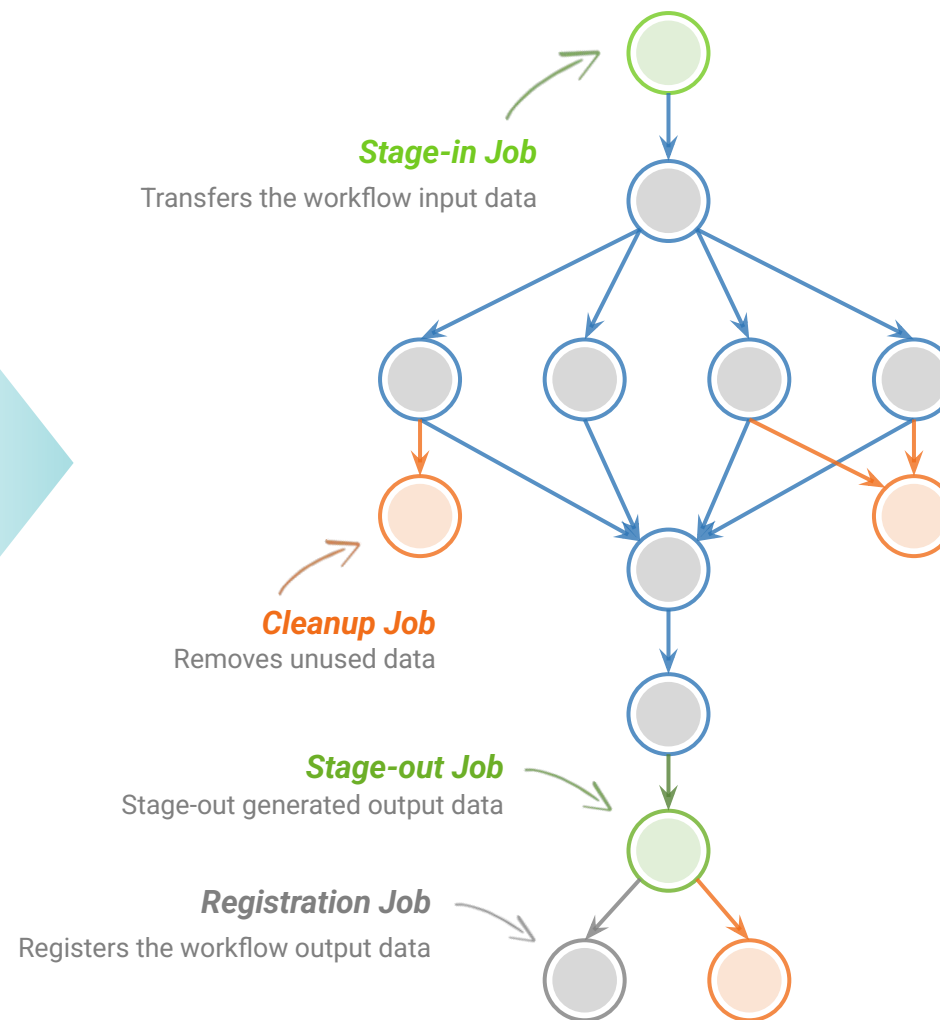 Stage-in Job
Transfers the workflow input data
Cleanup Job
Removes unused data
Stage-out Job
Stage-out generated output data
Registration Job
Registers the workflow output data